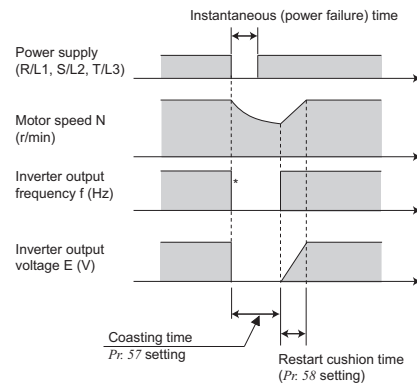 Instantaneous (power failure) time
Power supply
(R/L1, S/L2, T/L3)
Motor speed N
(r/min)
Inverter output
frequency f (Hz)
*
Inverter output
voltage E (V)
Coasting time
Pr. 57 setting
Restart cushion time
(Pr. 58 setting)